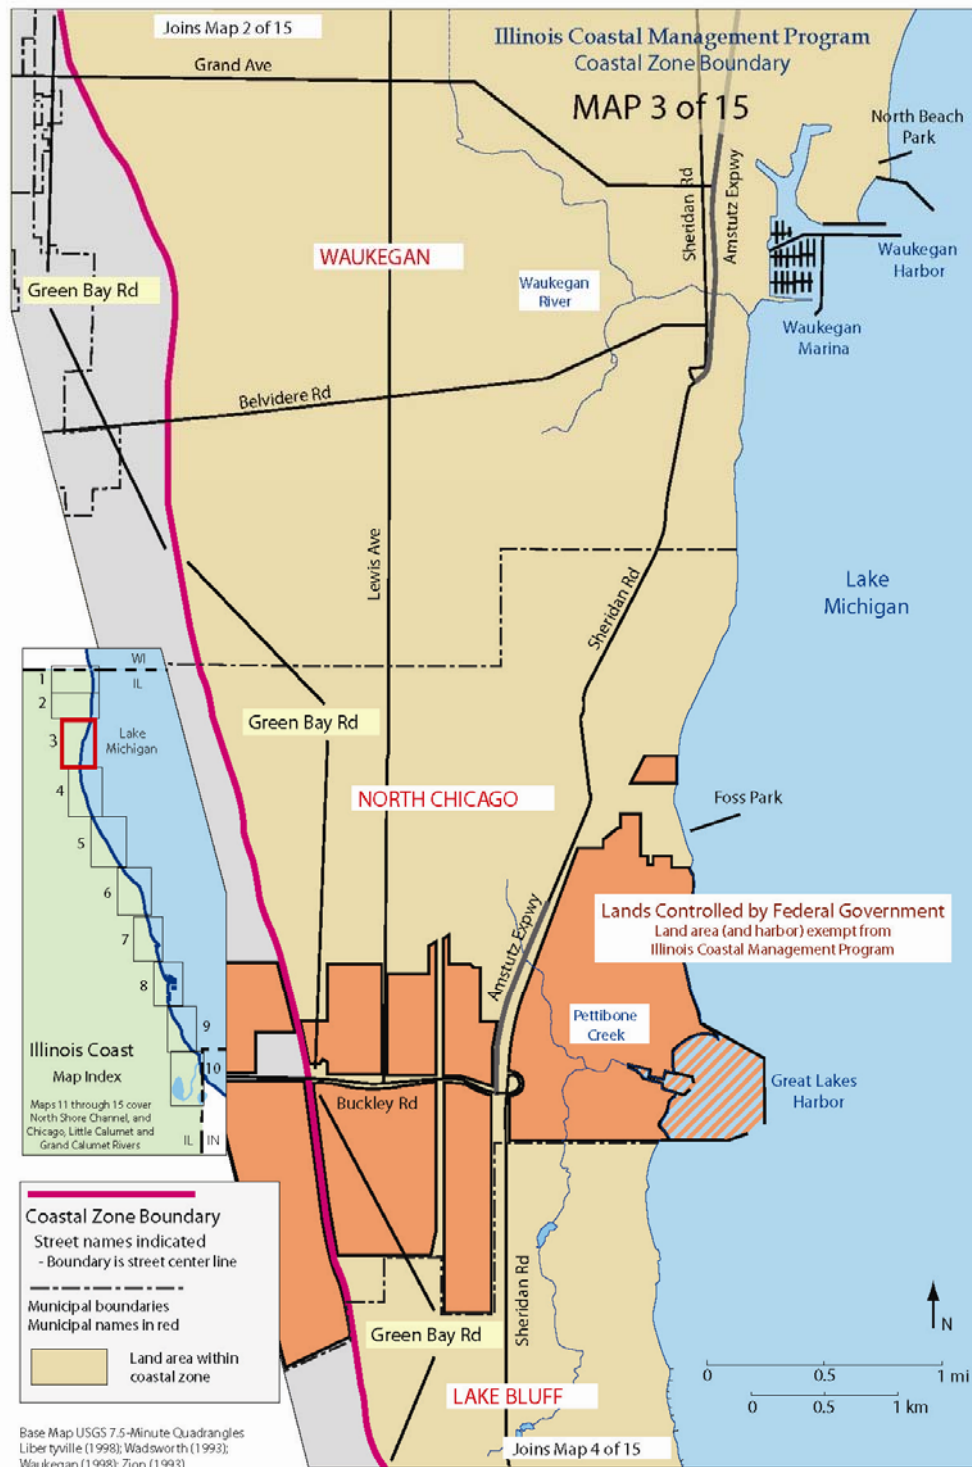 Joins Map 2 of 15
Illinois Coastal Management Program
Coastal Zone Boundary
MAP 3 of 15
Grand Ave
North Beach
Park
Sheridan Rd
Amstutz Expwy
WAUKEGAN
Waukegan
Harbor
Green Bay Rd
Waukegan
River
Waukegan
Marina
Belvidere Rd
Lewis Ave
Sheridan Rd
Lake
Michigan
WI
IL
1
2
3
Lake
Michigan
4
5
6
7
8
9
10
Illinois Coast
Map Index
Maps 11 through 15 cover
North Shore Channel, and
Chicago, Little Calumet and
Grand Calumet Rivers
IL
IN
Green Bay Rd
NORTH CHICAGO
Foss Park
Lands Controlled by Federal Government
Land area (and harbor) exempt from
Illinois Coastal Management Program
Amstutz Expwy
Pettibone
Creek
Great Lakes
Harbor
Buckley Rd
Coastal Zone Boundary
Street names indicated
- Boundary is street center line
Municipal boundaries
Municipal names in red
Land area within
coastal zone
Sheridan Rd
Green Bay Rd
N
0 0.5 1 mi
0 0.5 1 km
LAKE BLUFF
Joins Map 4 of 15
Base Map USGS 7.5-Minute Quadrangles
Libertyville (1998); Wadsworth (1993);
Waukegan (1998); Zion (1993)